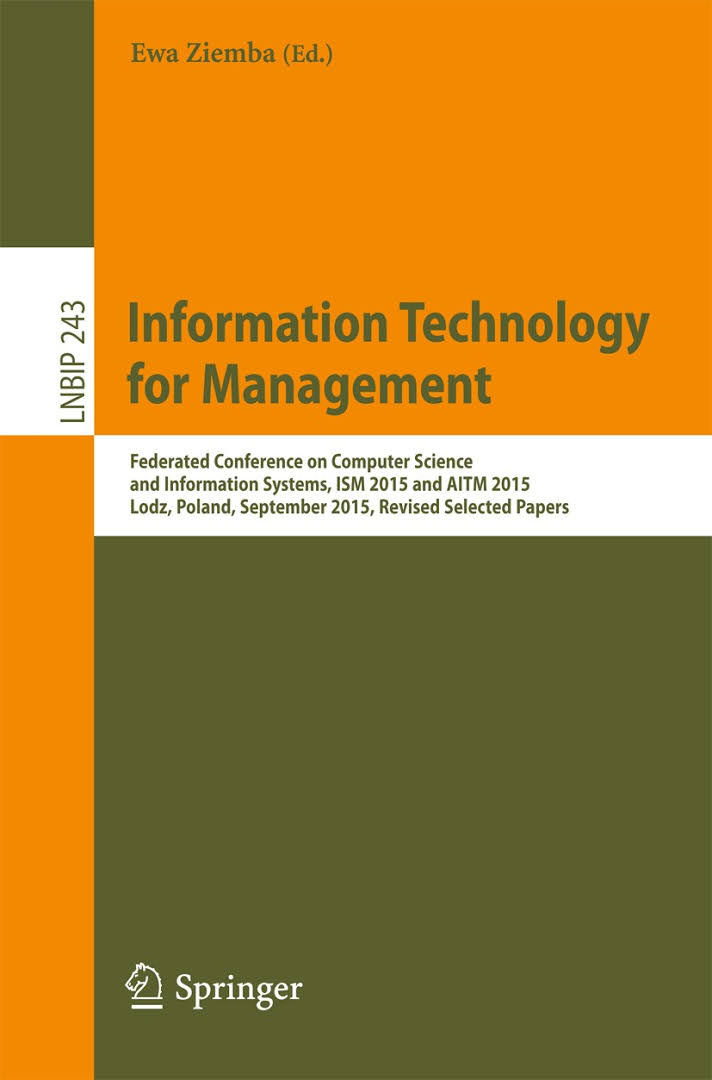 Ewa Ziemba (Ed.)
LNBIP 243
Information Technology
for Management
Federated Conference on Computer Science
and Information Systems, ISM 2015 and AITM 2015
Lodz, Poland, September 2015, Revised Selected Papers
Springer